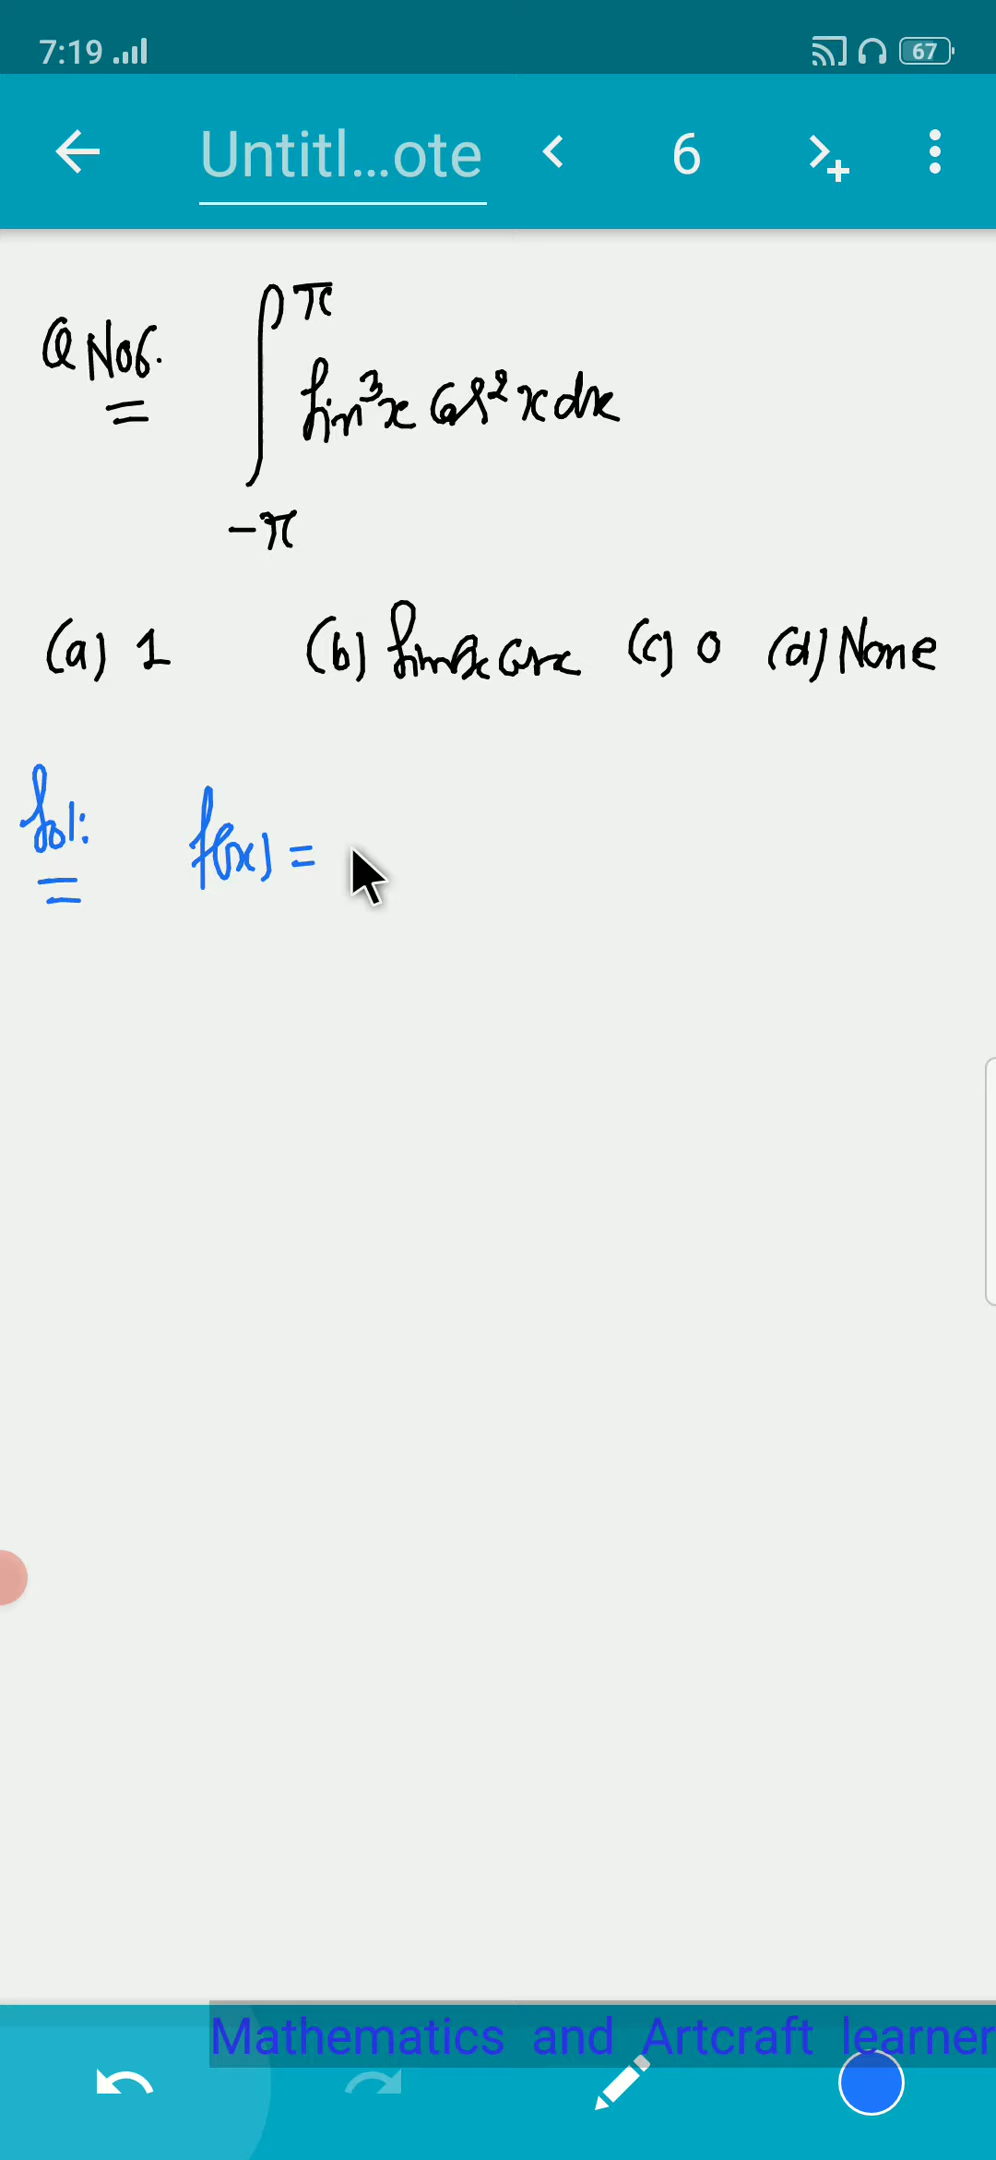 7:19 67
Untitl...ote < 6 >+
Q No6. ∫ π -π sin³x cos²x dx
(a) 1 (b) sinx cosx (c) 0 (d) None
Sol: f(x) =
Mathematics and Artcraft learner